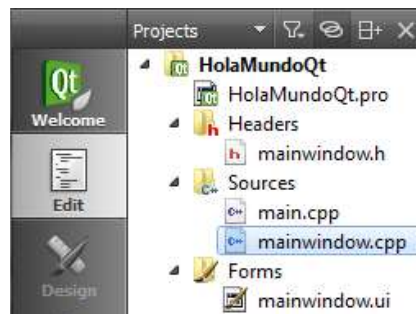 Projects
Qt
Welcome
Edit
Design
HolaMundoQt
HolaMundoQt.pro
Headers
h mainwindow.h
Sources
C++ main.cpp
C++ mainwindow.cpp
Forms
mainwindow.ui